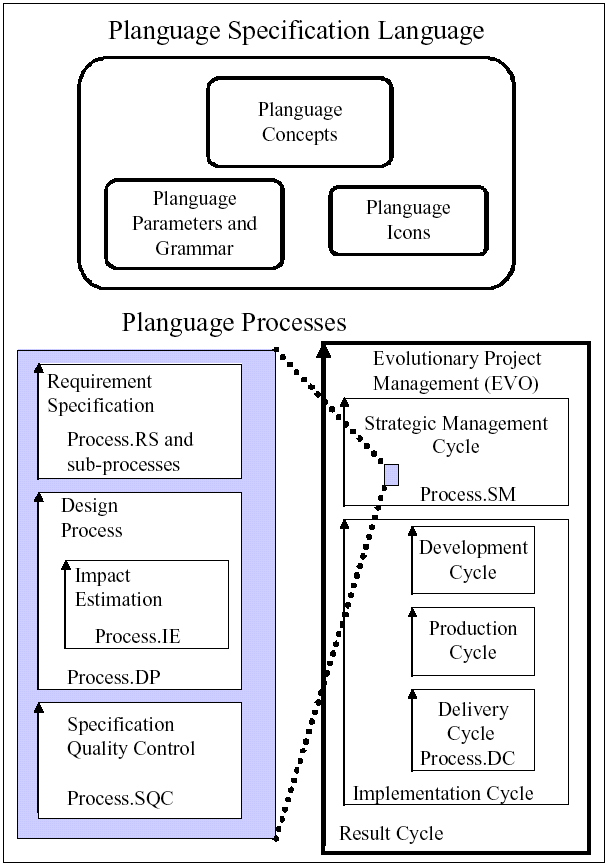 Planguage Specification Language
Planguage
Concepts
Planguage
Parameters and
Grammar
Planguage
Icons
Planguage Processes
Requirement
Specification
Process.RS and
sub-processes
Design
Process
Impact
Estimation
Process.IE
Process.DP
Specification
Quality Control
Process.SQC
Evolutionary Project
Management (EVO)
Strategic Management
Cycle
Process.SM
Development
Cycle
Production
Cycle
Delivery
Cycle
Process.DC
Implementation Cycle
Result Cycle